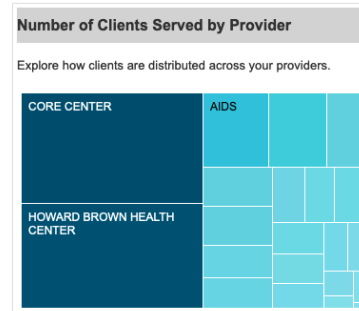 Number of Clients Served by Provider
Explore how clients are distributed across your providers.
CORE CENTER
AIDS
HOWARD BROWN HEALTH
CENTER